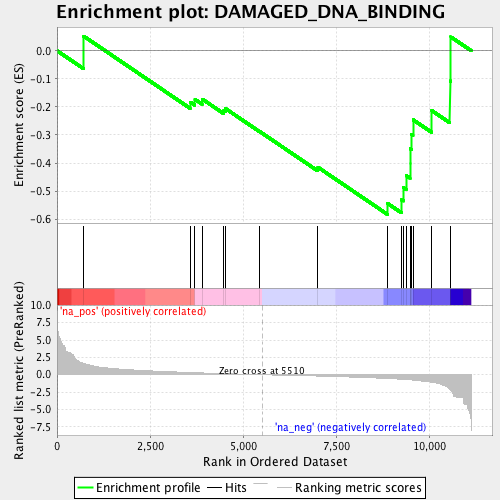 Enrichment plot: DAMAGED_DNA_BINDING
Enrichment score (ES)
0.0
-0.1
-0.2
-0.3
-0.4
-0.5
-0.6
Ranked list metric (PreRanked)
10.0
7.5
5.0
2.5
0.0
-2.5
-5.0
-7.5
'na_pos' (positively correlated)
Zero cross at 5510
'na_neg' (negatively correlated)
0 2,500 5,000 7,500 10,000
Rank in Ordered Dataset
Enrichment profile Hits Ranking metric scores